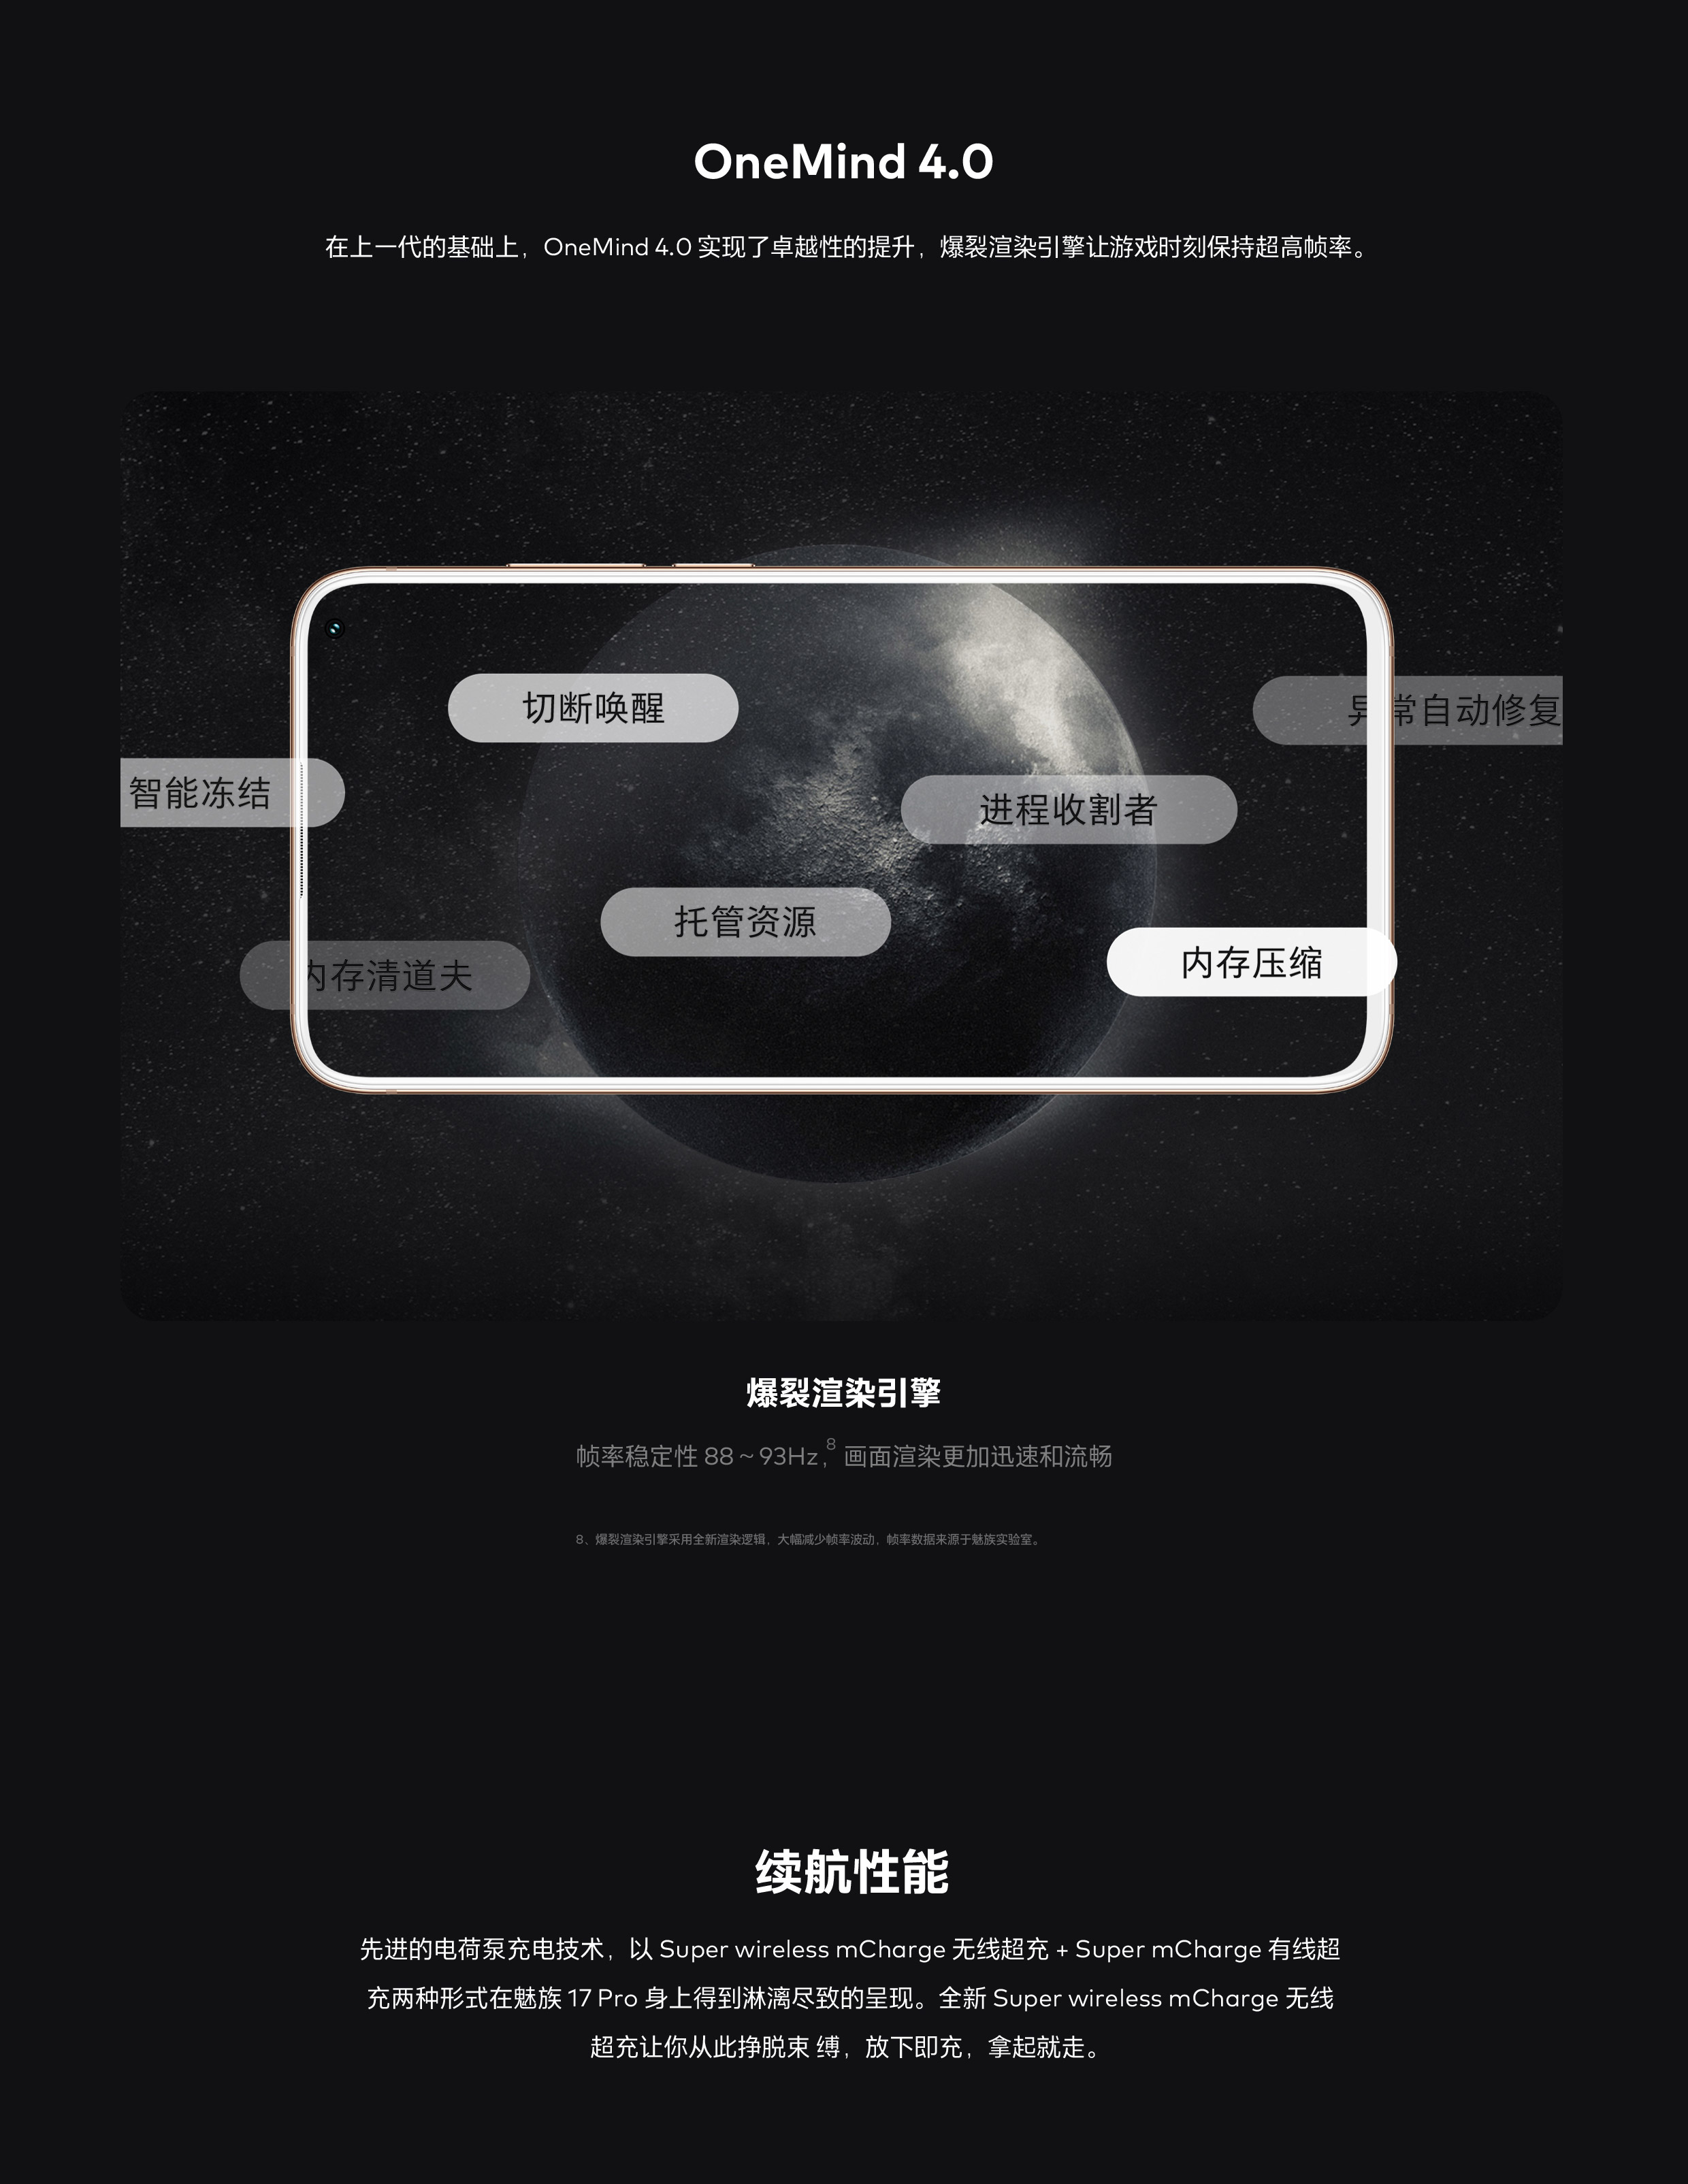 OneMind 4.0
在上一代的基础上，OneMind 4.0 实现了卓越性的提升，爆裂渲染引擎让游戏时刻保持超高帧率。
切断唤醒
异常自动修复
智能冻结
进程收割者
托管资源
内存压缩
内存清道夫
爆裂渲染引擎
帧率稳定性 88 ~ 93Hz，8 画面渲染更加迅速和流畅
8、爆裂渲染引擎采用全新渲染逻辑，大幅减少帧率波动，帧率数据来源于魅族实验室。
续航性能
先进的电荷泵充电技术，以 Super wireless mCharge 无线超充 + Super mCharge 有线超
充两种形式在魅族 17 Pro 身上得到淋漓尽致的呈现。全新 Super wireless mCharge 无线
超充让你从此挣脱束 缚，放下即充，拿起就走。